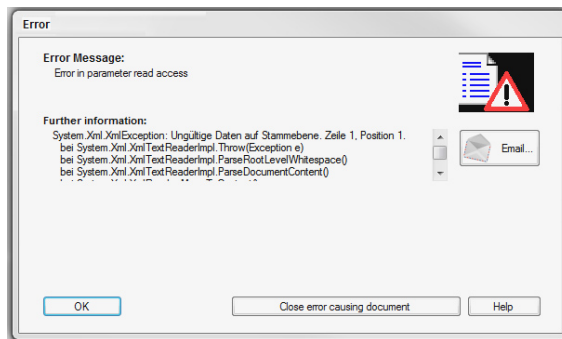 Error
Error Message:
Error in parameter read access
Further information:
System.Xml.XmlException: Ungültige Daten auf Stammebene. Zeile 1, Position 1.
bei System.Xml.XmlTextReaderImpl.Throw(Exception e)
bei System.Xml.XmlTextReaderImpl.ParseRootLevelWhitespace()
bei System.Xml.XmlTextReaderImpl.ParseDocumentContent()
Email...
OK
Close error causing document
Help